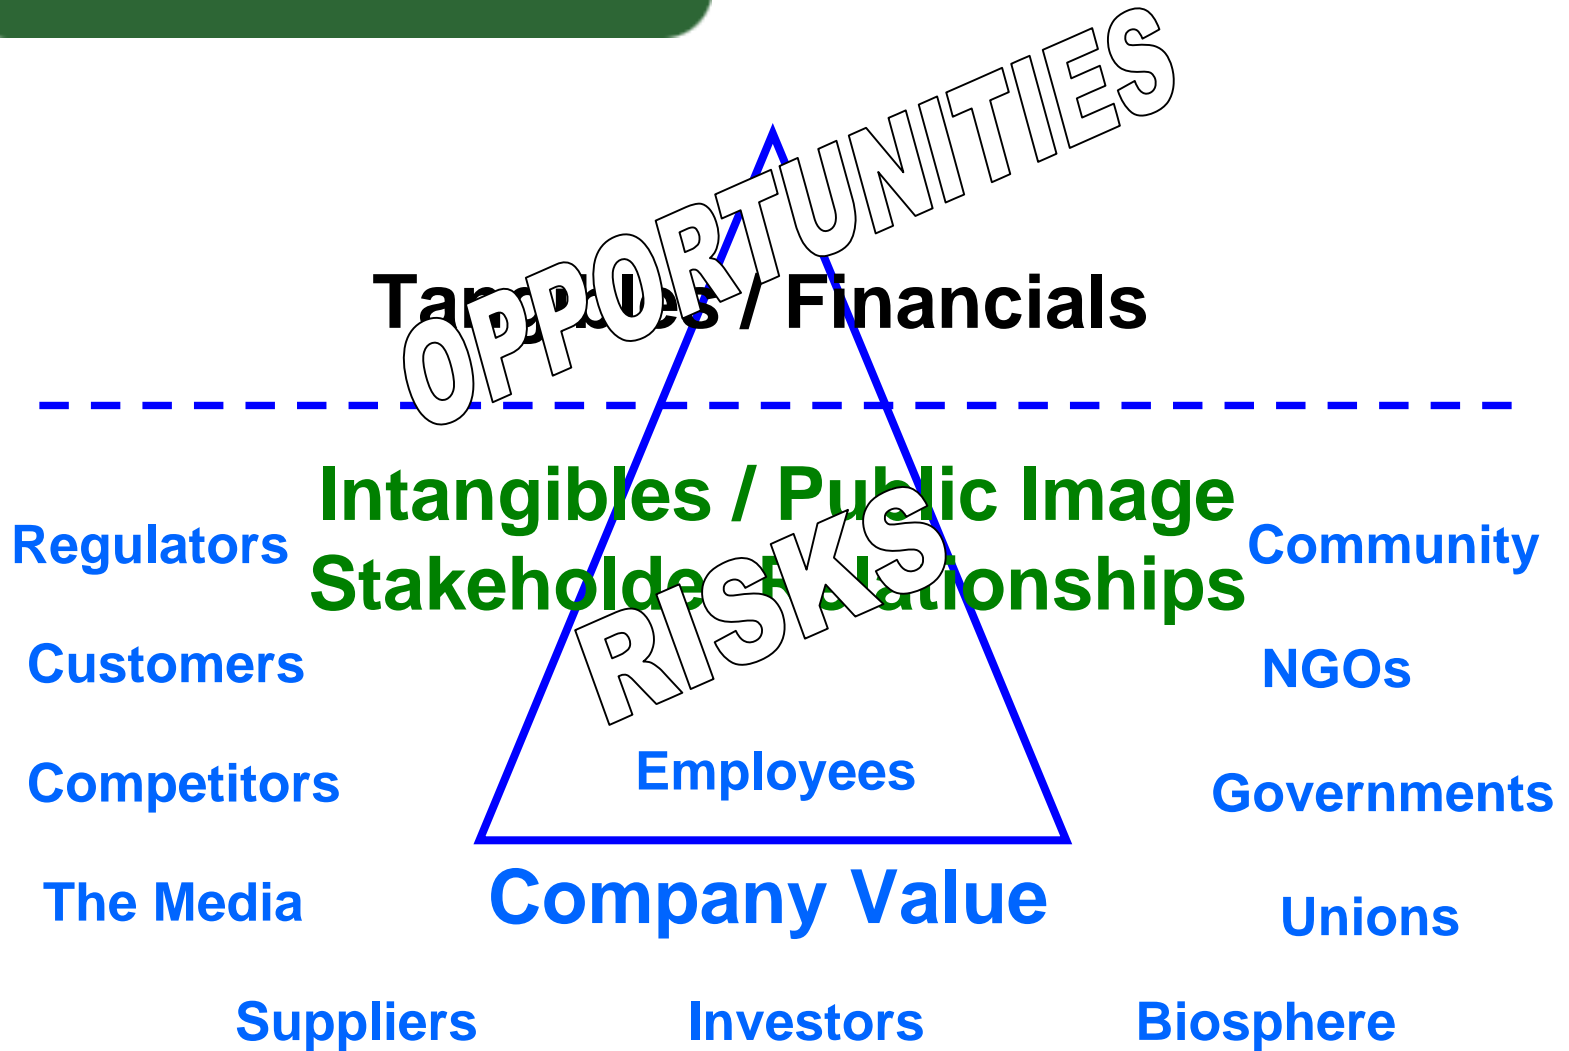 OPPORTUNITIES
Tangibles / Financials
Intangibles / Public Image
Stakeholder Relationships
RISKS
Regulators
Community
Customers
NGOs
Employees
Competitors
Governments
Company Value
The Media
Unions
Suppliers
Investors
Biosphere